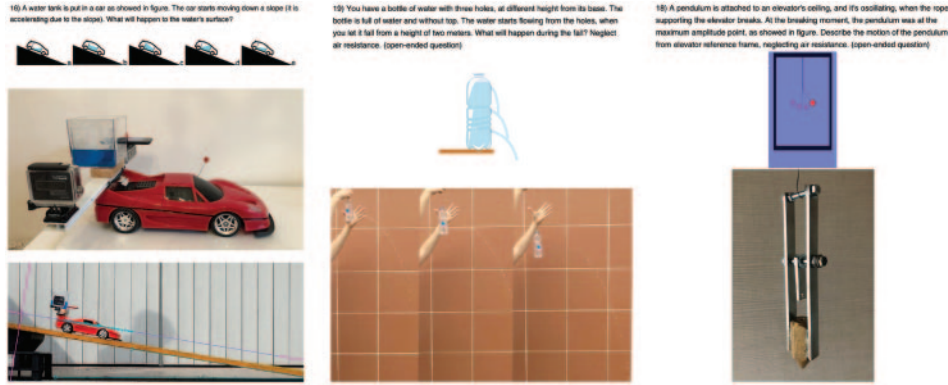 16) A water tank is put in a car as showed in figure. The car starts moving down a slope (it is
accelerating due to the slope). What will happen to the water's surface?
19) You have a bottle of water with three holes, at different height from its base. The
bottle is full of water and without top. The water starts flowing from the holes, when
you let it fall from a height of two meters. What will happen during the fall? Neglect
air resistance. (open-ended question)
18) A pendulum is attached to an elevator's ceiling, and it's oscillating, when the rope
supporting the elevator breaks. At the breaking moment, the pendulum was at the
maximum amplitude point, as showed in figure. Describe the motion of the pendulum
from elevator reference frame, neglecting air resistance. (open-ended question)